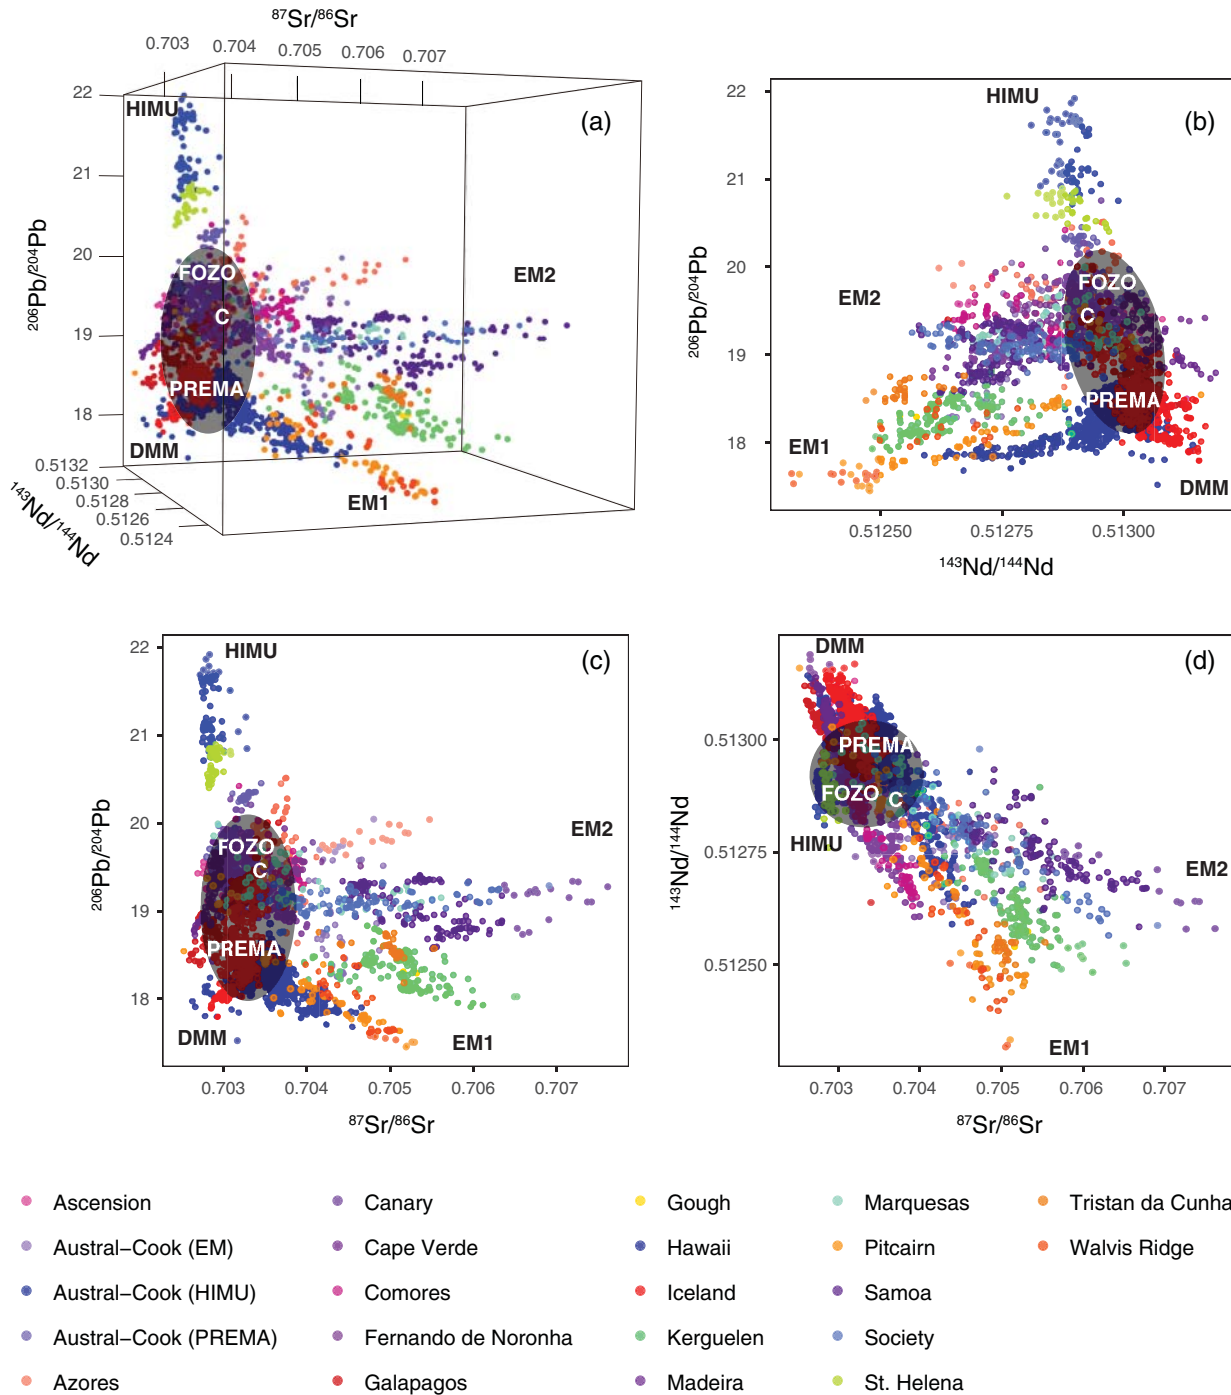 ⁸⁷Sr/⁸⁶Sr
0.703 0.704 0.705 0.706 0.707
(a)
22
21
20
19
18
²⁰⁶Pb/²⁰⁴Pb
HIMU
FOZO
C
PREMA
EM2
DMM
EM1
0.5132
0.5130
0.5128
0.5126
0.5124
¹⁴³Nd/¹⁴⁴Nd
(b)
22
21
20
19
18
²⁰⁶Pb/²⁰⁴Pb
HIMU
FOZO
EM2
C
PREMA
EM1
DMM
0.51250 0.51275 0.51300
¹⁴³Nd/¹⁴⁴Nd
(c)
22
21
20
19
18
²⁰⁶Pb/²⁰⁴Pb
HIMU
FOZO
EM2
C
PREMA
DMM
EM1
0.703 0.704 0.705 0.706 0.707
⁸⁷Sr/⁸⁶Sr
(d)
DMM
0.51300
0.51275
0.51250
¹⁴³Nd/¹⁴⁴Nd
PREMA
FOZO C
HIMU
EM2
EM1
0.703 0.704 0.705 0.706 0.707
⁸⁷Sr/⁸⁶Sr
Ascension
Austral–Cook (EM)
Austral–Cook (HIMU)
Austral–Cook (PREMA)
Azores
Canary
Cape Verde
Comores
Fernando de Noronha
Galapagos
Gough
Hawaii
Iceland
Kerguelen
Madeira
Marquesas
Pitcairn
Samoa
Society
St. Helena
Tristan da Cunha
Walvis Ridge